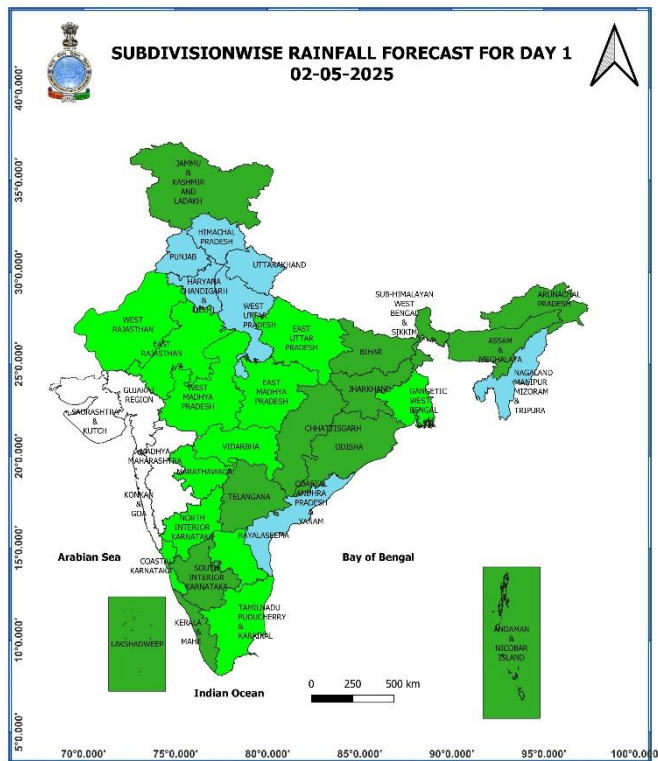 SUBDIVISIONWISE RAINFALL FORECAST FOR DAY 1
02-05-2025
40°0.000'
35°0.000'
30°0.000'
25°0.000'
20°0.000'
15°0.000'
10°0.000'
5°0.000'
JAMMU
&
KASHMIR
AND
LADAKH
HIMACHAL
PRADESH
PUNJAB
UTTARAKHAND
HARYANA
CHANDIGARH
&
DELHI
WEST
UTTAR
PRADESH
EAST
UTTAR
PRADESH
WEST
RAJASTHAN
EAST
RAJASTHAN
SUB-HIMALAYAN
WEST
BENGAL
&
SIKKIM
ARUNACHAL
PRADESH
ASSAM
&
MEGHALAYA
NAGALAND
MANIPUR
MIZORAM
&
TRIPURA
BIHAR
JHARKHAND
GANGETIC
WEST
BENGAL
GUJARAT
REGION
SAURASHTRA
&
KUTCH
WEST
MADHYA
PRADESH
EAST
MADHYA
PRADESH
CHHATTISGARH
ODISHA
VIDARBHA
MADHYA
MAHARASHTRA
MARATHAWADA
KONKAN
&
GOA
TELANGANA
COASTAL
ANDHRA
PRADESH
&
YANAM
RAYALASEEMA
NORTH
INTERIOR
KARNATAKA
COASTAL
KARNATAKA
SOUTH
INTERIOR
KARNATAKA
KERALA
&
MAHE
TAMILNADU
PUDUCHERRY
&
KARAIKAL
LAKSHADWEEP
ANDAMAN
&
NICOBAR
ISLAND
Arabian Sea
Bay of Bengal
Indian Ocean
0 250 500 km
70°0.000' 75°0.000' 80°0.000' 85°0.000' 90°0.000' 95°0.000' 100°0.000'